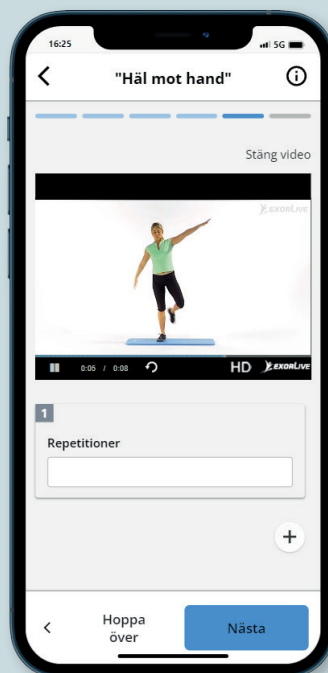 16:25
5G
"Häl mot hand"
Stäng video
EXORLIVE
0:05 / 0:08
HD EXORLIVE
1
Repetitioner
Hoppa
över
Nästa